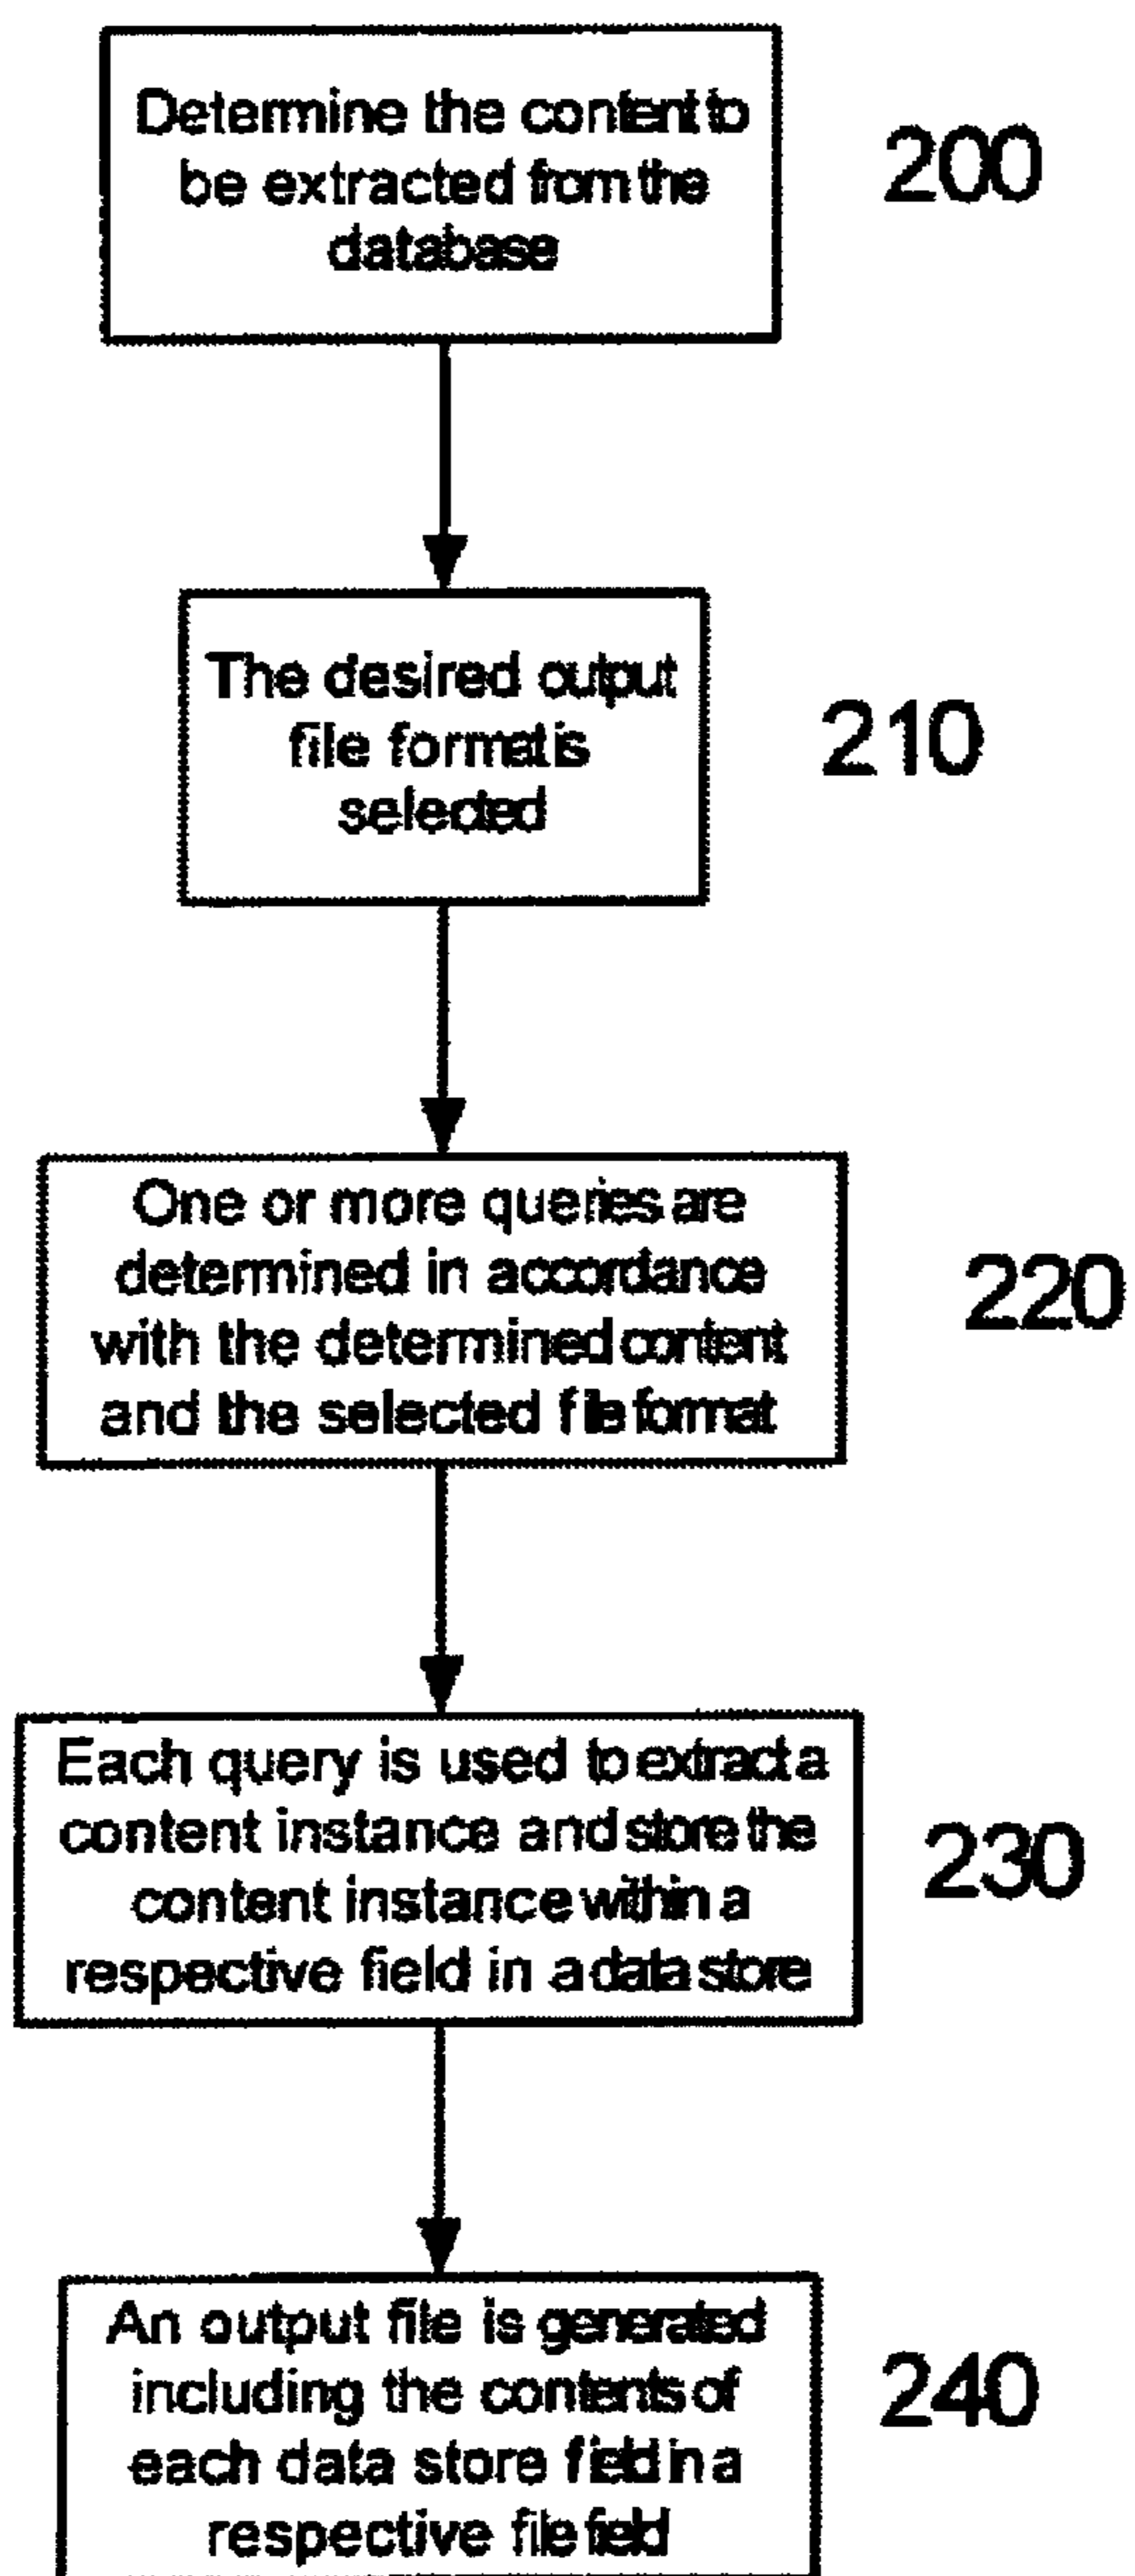 Determine the content to
be extracted from the
database
200
The desired output
file format is
selected
210
One or more queries are
determined in accordance
with the determined content
and the selected file format
220
Each query is used to extract a
content instance and store the
content instance within a
respective field in a data store
230
An output file is generated
including the contents of
each data store field in a
respective file field
240